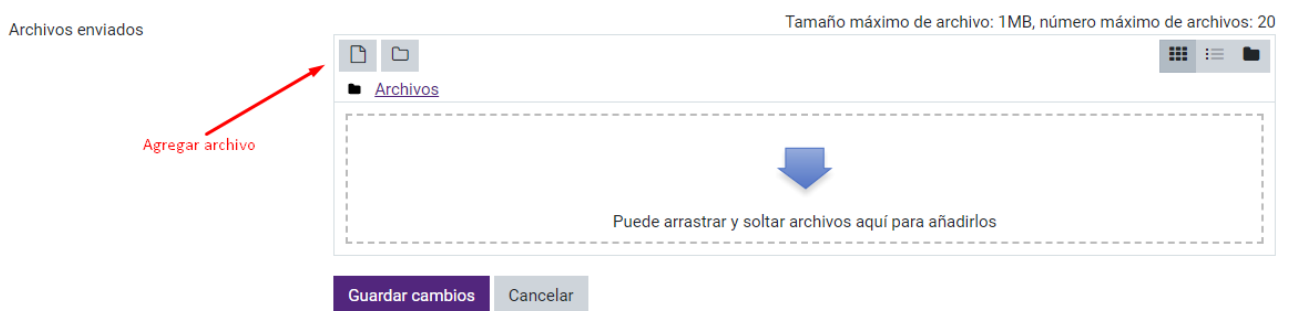 Archivos enviados
Tamaño máximo de archivo: 1MB, número máximo de archivos: 20
Archivos
Agregar archivo
Puede arrastrar y soltar archivos aquí para añadirlos
Guardar cambios
Cancelar